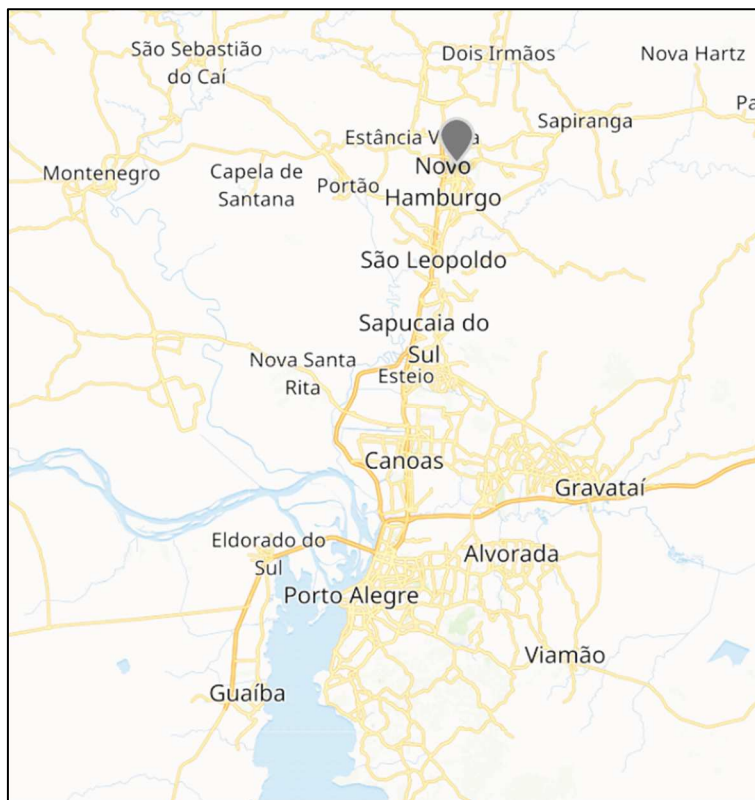 São Sebastião
do Caí
Dois Irmãos
Nova Hartz
Sapiranga
Estância V
Novo
Hamburgo
Montenegro
Capela de
Santana
Portão
São Leopoldo
Sapucaia do
Sul
Nova Santa
Rita
Esteio
Canoas
Gravataí
Eldorado do
Sul
Alvorada
Porto Alegre
Viamão
Guaíba